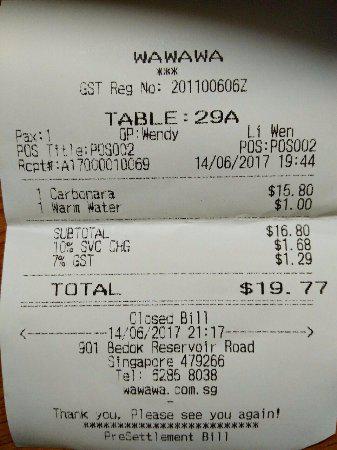 WAWAWA
***
GST Reg No: 201100606Z
TABLE:29A
Pax:1 OP:Wendy Li Wen
POS Title:POS002 POS:POS002
Rcpt#:A17000010069 14/06/2017 19:44
1 Carbonara $15.80
1 Warm Water $1.00
SUBTOTAL $16.80
10% SVC CHG $1.68
7% GST $1.29
TOTAL $19.77
Closed Bill
<------14/06/2017 21:17------>
901 Bedok Reservoir Road
Singapore 479266
Tel: 6285 8038
wawawa.com.sg
-
Thank you, Please see you again!
**************************
PreSettlement Bill